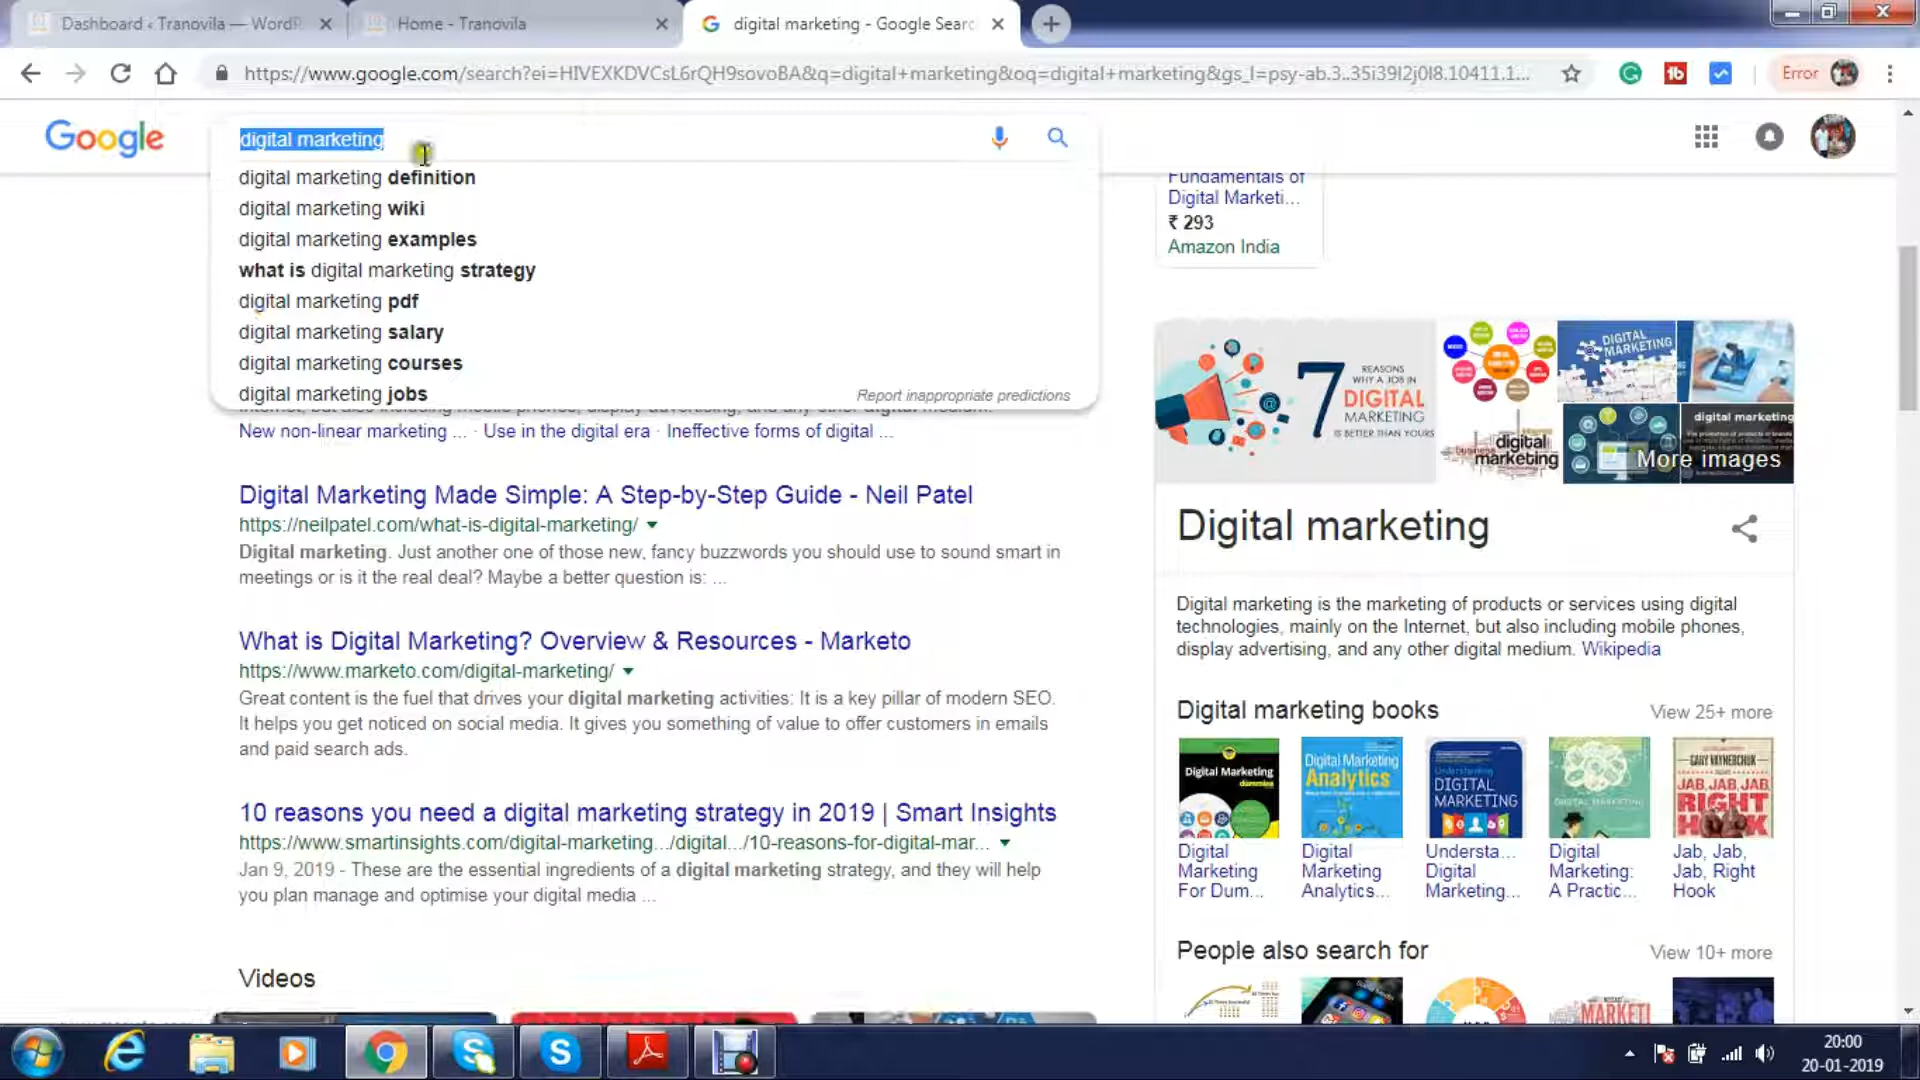 Dashboard ‹ Tranovila — WordP
Home - Tranovila
digital marketing - Google Searc
https://www.google.com/search?ei=HIVEXKDVCsL6rQH9sovoBA&q=digital+marketing&oq=digital+marketing&gs_l=psy-ab.3..35i39l2j0l8.10411.1...
Error
Google
digital marketing
digital marketing definition
digital marketing wiki
digital marketing examples
what is digital marketing strategy
digital marketing pdf
digital marketing salary
digital marketing courses
digital marketing jobs
Report inappropriate predictions
New non-linear marketing ... · Use in the digital era · Ineffective forms of digital ...
Digital Marketing Made Simple: A Step-by-Step Guide - Neil Patel
https://neilpatel.com/what-is-digital-marketing/
Digital marketing. Just another one of those new, fancy buzzwords you should use to sound smart in
meetings or is it the real deal? Maybe a better question is: ...
What is Digital Marketing? Overview & Resources - Marketo
https://www.marketo.com/digital-marketing/
Great content is the fuel that drives your digital marketing activities: It is a key pillar of modern SEO.
It helps you get noticed on social media. It gives you something of value to offer customers in emails
and paid search ads.
10 reasons you need a digital marketing strategy in 2019 | Smart Insights
https://www.smartinsights.com/digital-marketing.../digital.../10-reasons-for-digital-mar...
Jan 9, 2019 - These are the essential ingredients of a digital marketing strategy, and they will help
you plan manage and optimise your digital media ...
Videos
Fundamentals of
Digital Marketi...
₹ 293
Amazon India
7
REASONS
WHY A JOB IN
DIGITAL
MARKETING
IS BETTER THAN YOURS
DIGITAL
MARKETING
digital
marketing
digital marketing
More images
Digital marketing
Digital marketing is the marketing of products or services using digital
technologies, mainly on the Internet, but also including mobile phones,
display advertising, and any other digital medium. Wikipedia
Digital marketing books
View 25+ more
Digital Marketing
dummies
Digital Marketing
Analytics
Understanding
DIGITAL
MARKETING
DIGITAL MARKETING
GARY VAYNERCHUK
JAB, JAB, JAB,
RIGHT
HOOK
Digital
Marketing
For Dum...
Digital
Marketing
Analytics...
Understa...
Digital
Marketing...
Digital
Marketing:
A Practic...
Jab, Jab,
Jab, Right
Hook
People also search for
View 10+ more
MARKETI
20:00
20-01-2019